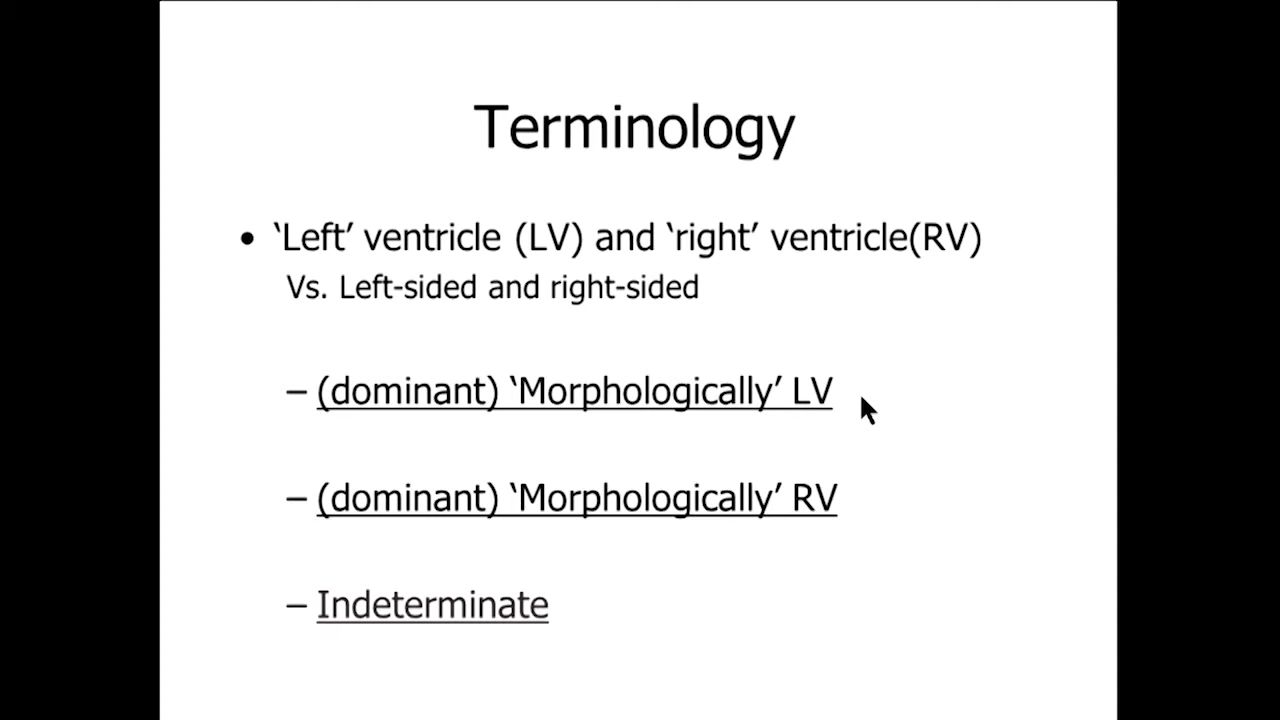 Terminology
• ‘Left’ ventricle (LV) and ‘right’ ventricle(RV)
Vs. Left-sided and right-sided
– (dominant) ‘Morphologically’ LV
– (dominant) ‘Morphologically’ RV
– Indeterminate